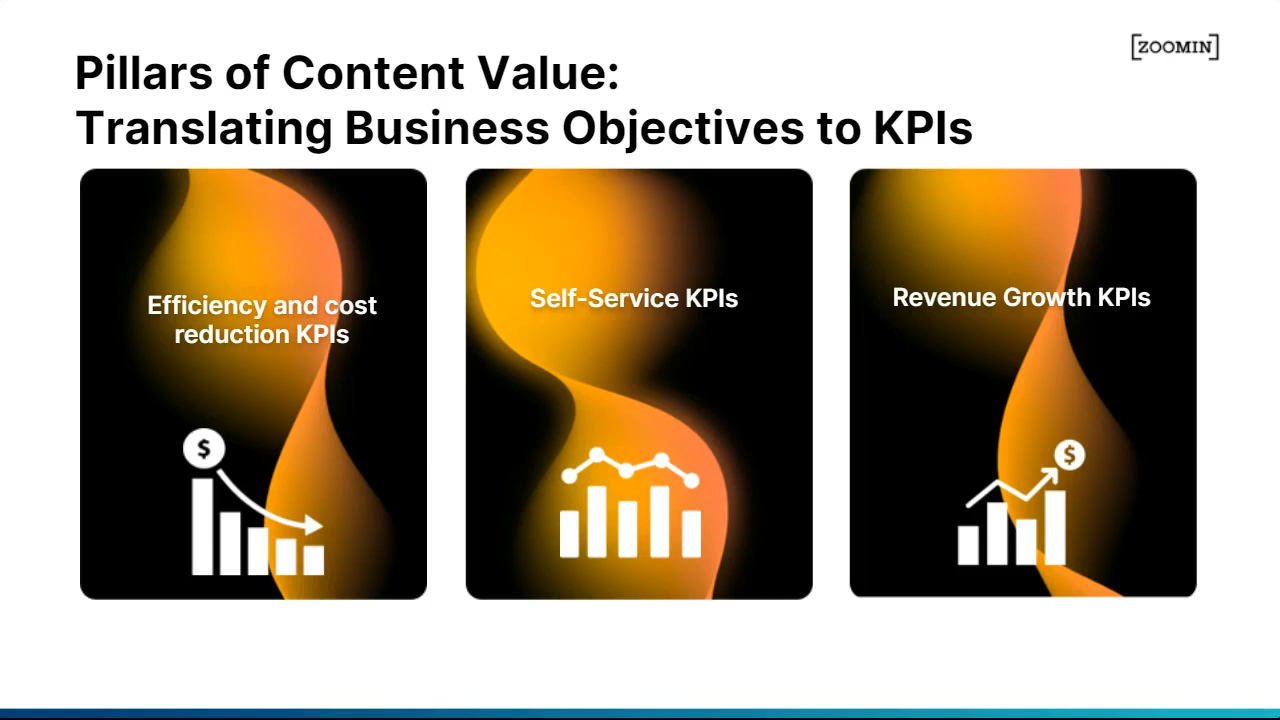 [ZOOMIN]
Pillars of Content Value:
Translating Business Objectives to KPIs
Efficiency and cost
reduction KPIs
$
Self-Service KPIs
Revenue Growth KPIs
$